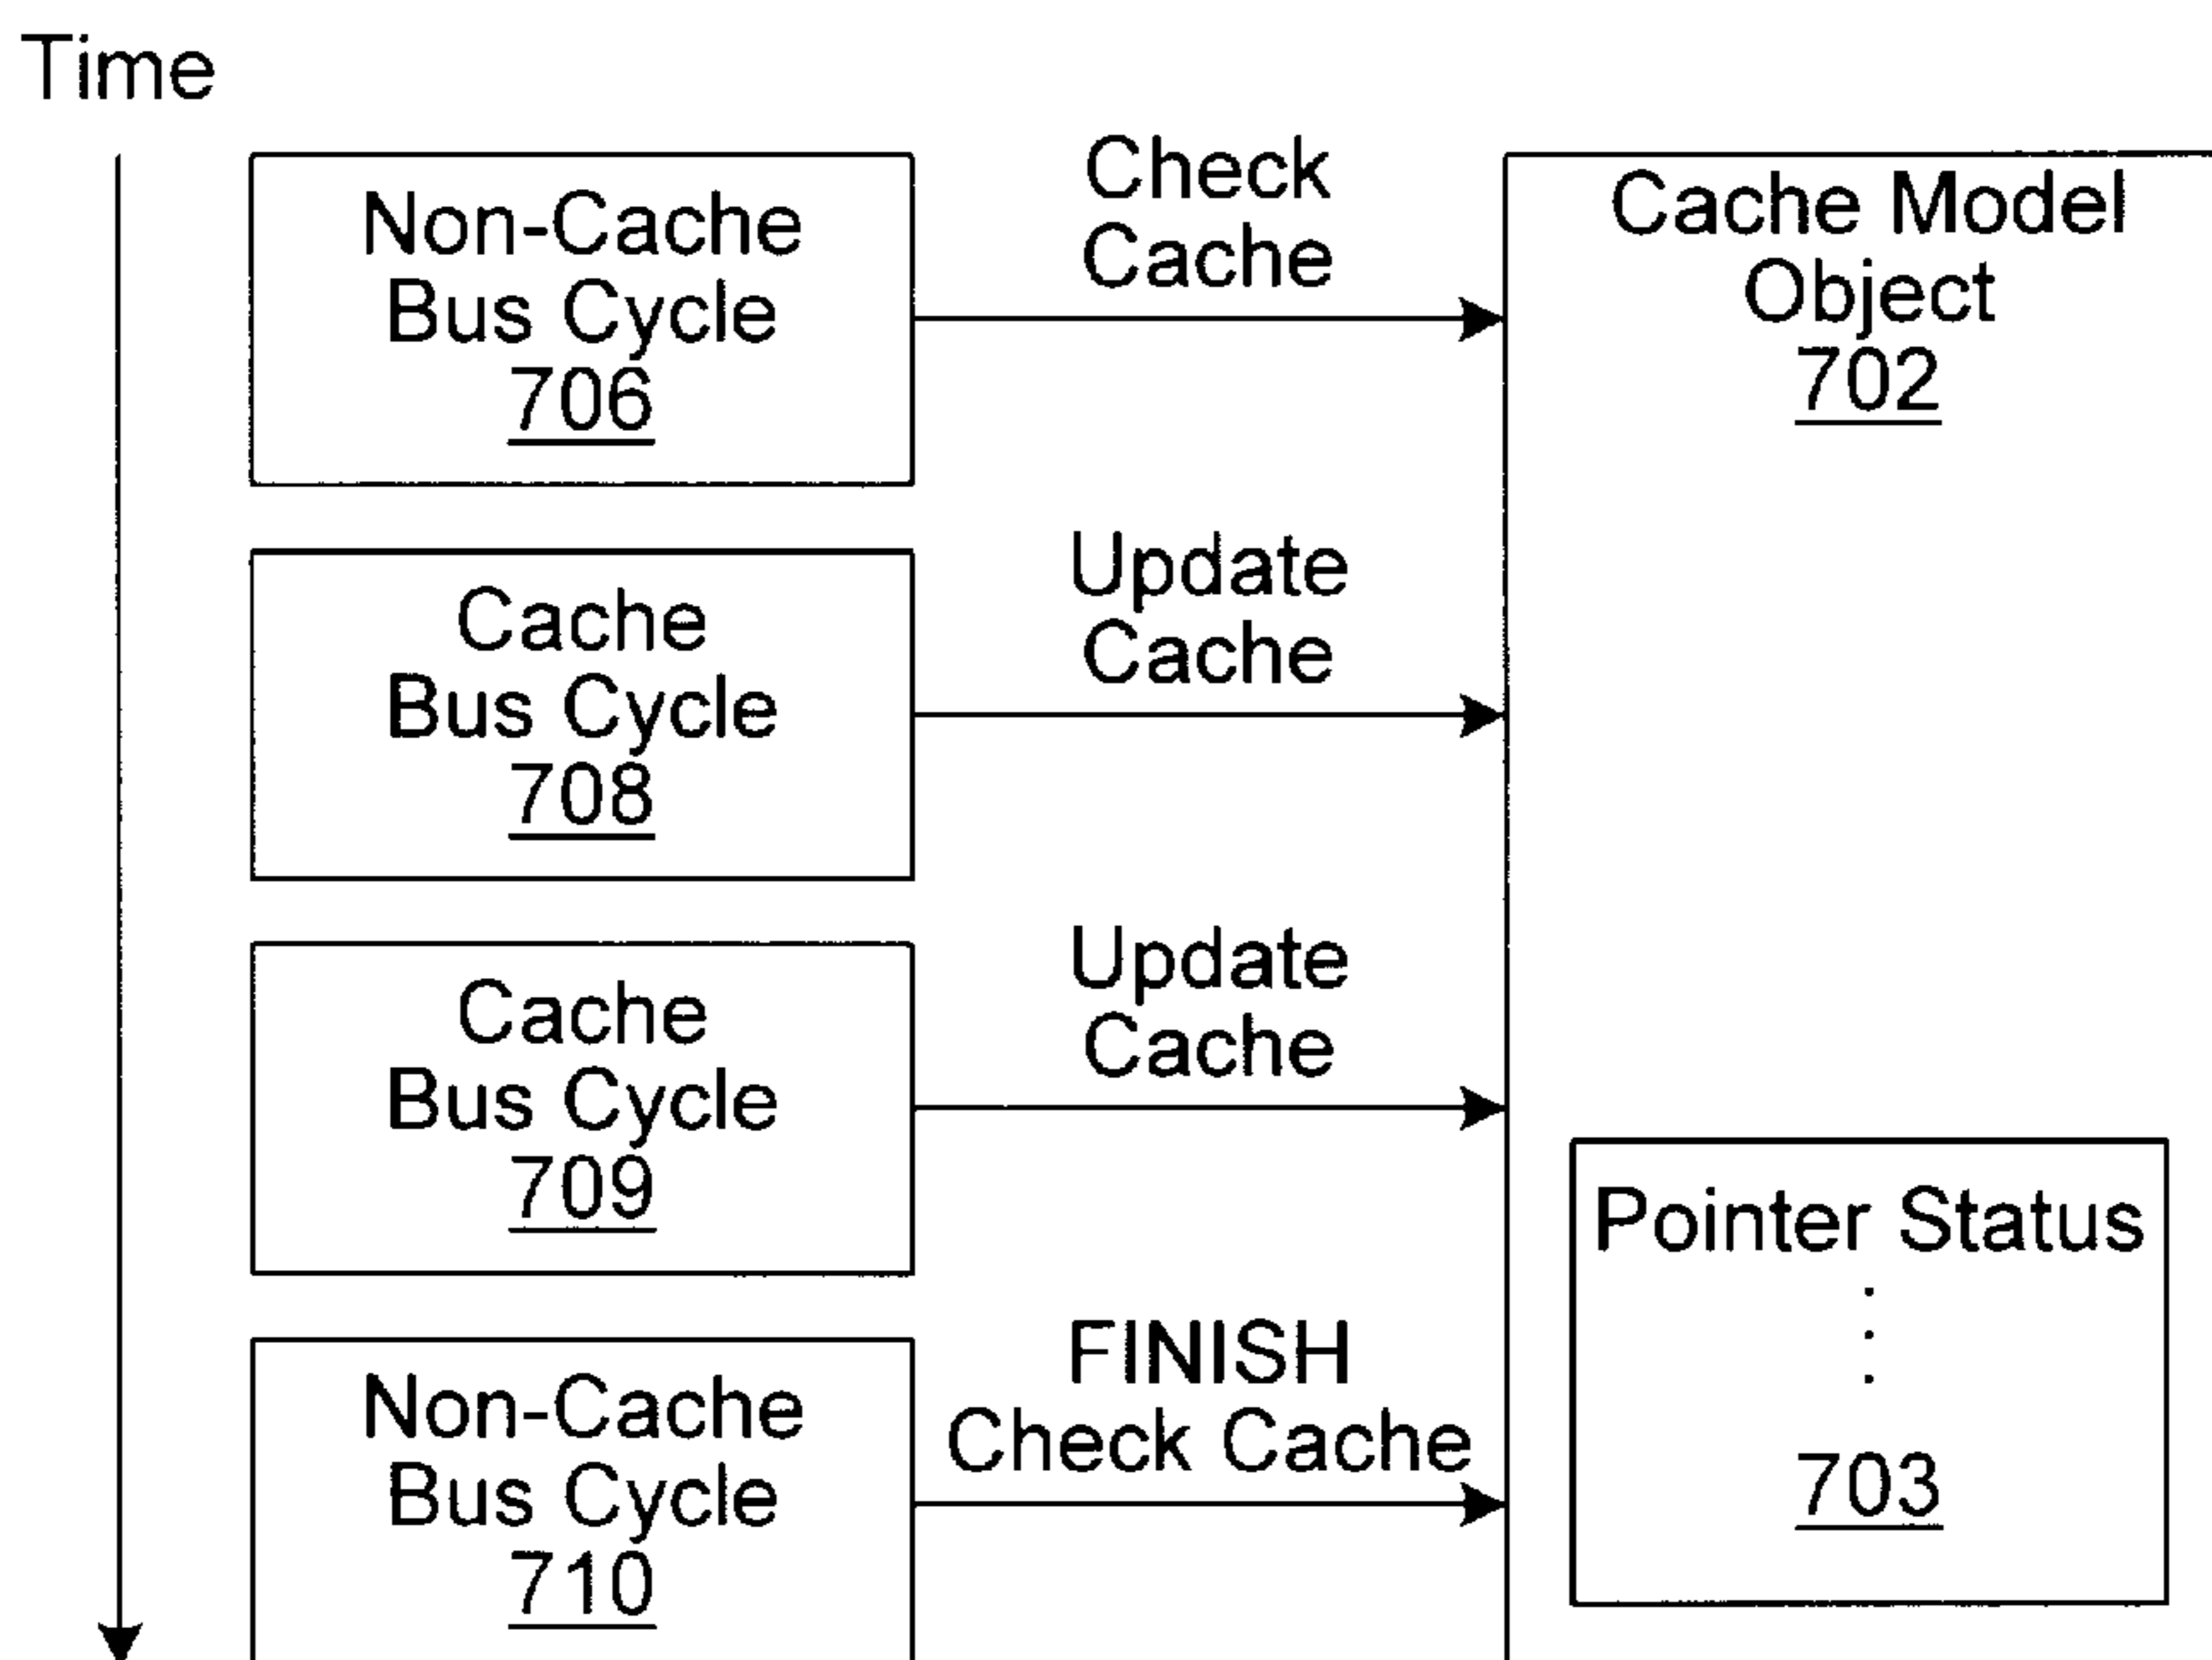 Time
Non-Cache
Bus Cycle
706
Check
Cache
Cache Model
Object
702
Cache
Bus Cycle
708
Update
Cache
Cache
Bus Cycle
709
Update
Cache
Pointer Status
703
Non-Cache
Bus Cycle
710
FINISH
Check Cache